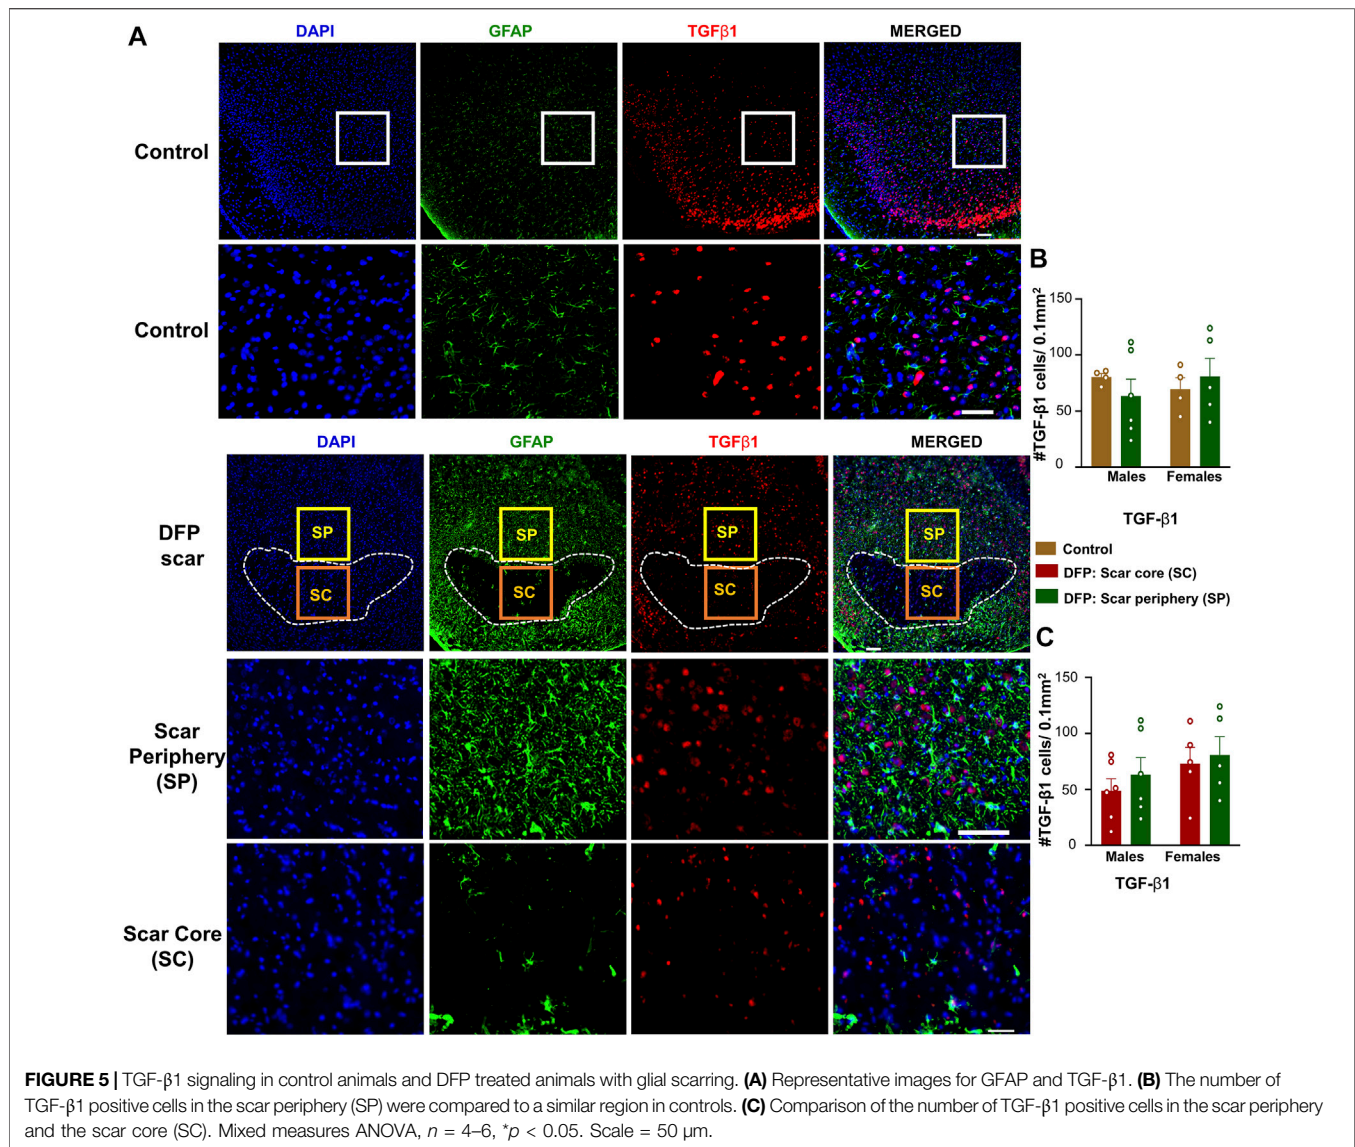 A
DAPI GFAP TGFβ1 MERGED
Control
Control
DAPI GFAP TGFβ1 MERGED
DFP
scar
SP SP SP SP
SC SC SC SC
Scar
Periphery
(SP)
Scar Core
(SC)
B
#TGF-β1 cells/ 0.1mm²
150
100
50
0
Males Females
TGF-β1
Control
DFP: Scar core (SC)
DFP: Scar periphery (SP)
C
#TGF-β1 cells/ 0.1mm²
150
100
50
0
Males Females
TGF-β1
FIGURE 5 | TGF-β1 signaling in control animals and DFP treated animals with glial scarring. (A) Representative images for GFAP and TGF-β1. (B) The number of
TGF-β1 positive cells in the scar periphery (SP) were compared to a similar region in controls. (C) Comparison of the number of TGF-β1 positive cells in the scar periphery
and the scar core (SC). Mixed measures ANOVA, n = 4–6, *p < 0.05. Scale = 50 μm.